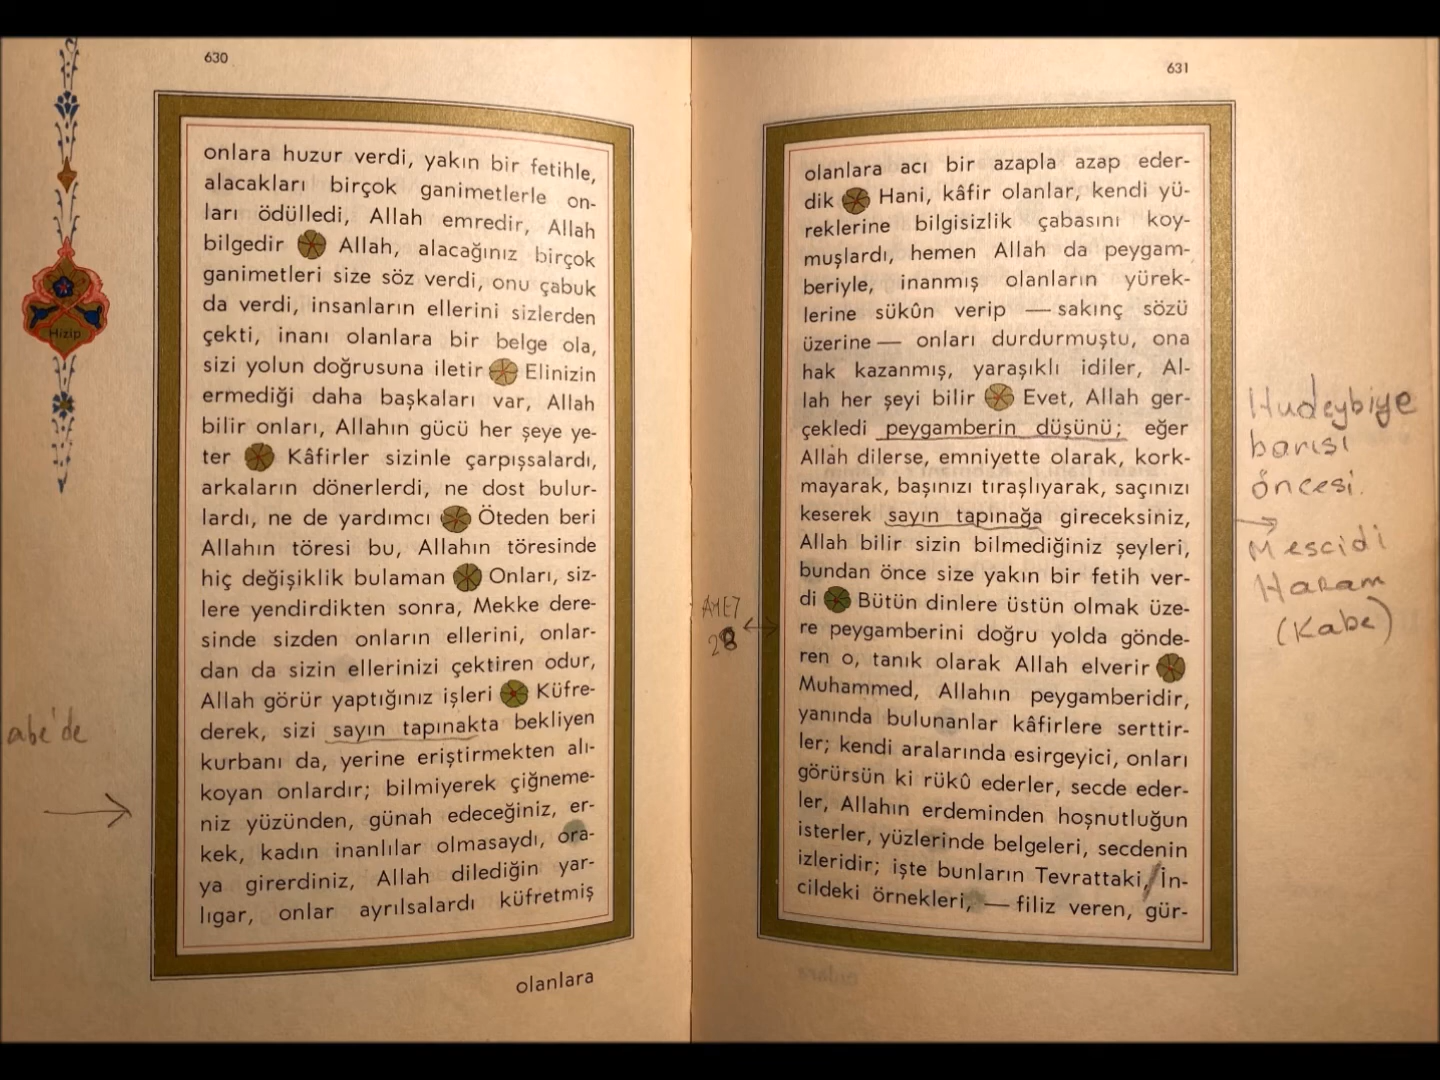 630
onlara huzur verdi, yakın bir fetihle,
alacakları birçok ganimetlerle on-
ları ödülledi, Allah emredir, Allah
bilgedir Allah, alacağınız birçok
ganimetleri size söz verdi, onu çabuk
da verdi, insanların ellerini sizlerden
çekti, inanı olanlara bir belge ola,
sizi yolun doğrusuna iletir Elinizin
ermediği daha başkaları var, Allah
bilir onları, Allahın gücü her şeye ye-
ter Kâfirler sizinle çarpışsalardı,
arkaların dönerlerdi, ne dost bulur-
lardı, ne de yardımcı Öteden beri
Allahın töresi bu, Allahın töresinde
hiç değişiklik bulaman Onları, siz-
lere yendirdikten sonra, Mekke dere-
sinde sizden onların ellerini, onlar-
dan da sizin ellerinizi çektiren odur,
Allah görür yaptığınız işleri Küfre-
derek, sizi sayın tapınakta bekliyen
kurbanı da, yerine eriştirmekten alı-
koyan onlardır; bilmiyerek çiğneme-
niz yüzünden, günah edeceğiniz, er-
kek, kadın inanlılar olmasaydı, ora-
ya girerdiniz, Allah dilediğin yar-
lıgar, onlar ayrılsalardı küfretmiş
olanlara
Hizip
abe'de
631
olanlara acı bir azapla azap eder-
dik Hani, kâfir olanlar, kendi yü-
reklerine bilgisizlik çabasını koy-
muşlardı, hemen Allah da peygam-
beriyle, inanmış olanların yürek-
lerine sükûn verip — sakınç sözü
üzerine — onları durdurmuştu, ona
hak kazanmış, yaraşıklı idiler, Al-
lah her şeyi bilir Evet, Allah ger-
çekledi peygamberin düşünü; eğer
Allah dilerse, emniyette olarak, kork-
mayarak, başınızı tıraşlıyarak, saçınızı
keserek sayın tapınağa gireceksiniz,
Allah bilir sizin bilmediğiniz şeyleri,
bundan önce size yakın bir fetih ver-
di Bütün dinlere üstün olmak üze-
re peygamberini doğru yolda gönde-
ren o, tanık olarak Allah elverir
Muhammed, Allahın peygamberidir,
yanında bulunanlar kâfirlere serttir-
ler; kendi aralarında esirgeyici, onları
görürsün ki rükû ederler, secde eder-
ler, Allahın erdeminden hoşnutluğun
isterler, yüzlerinde belgeleri, secdenin
izleridir; işte bunların Tevrattaki, İn-
cildeki örnekleri, — filiz veren, gür-
AYET
28
Hudeybiye
barısı
öncesi.
Mescidi
Haram
(Kabe)